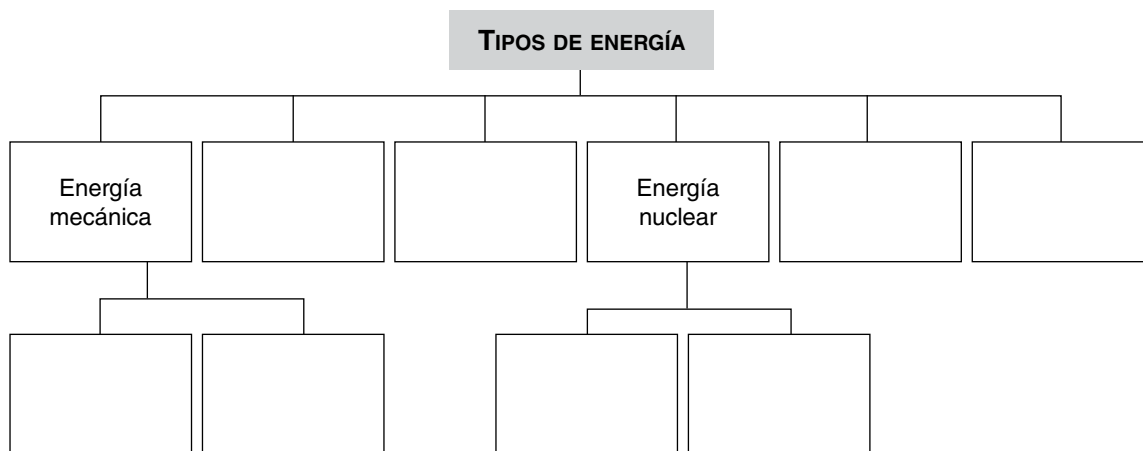 TIPOS DE ENERGÍA
Energía
mecánica
Energía
nuclear